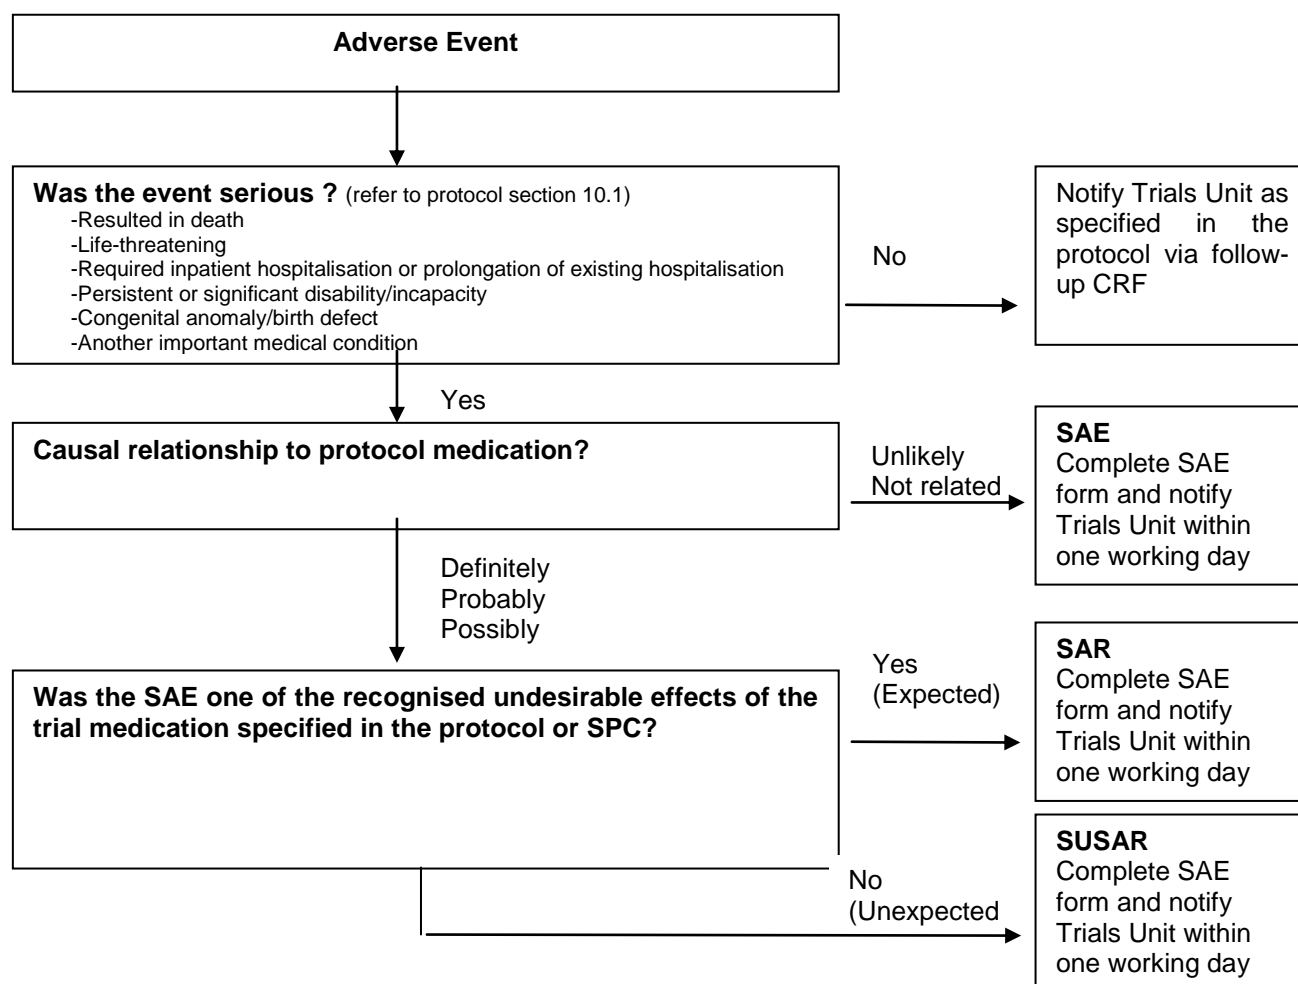 Adverse Event
Was the event serious ? (refer to protocol section 10.1)
-Resulted in death
-Life-threatening
-Required inpatient hospitalisation or prolongation of existing hospitalisation
-Persistent or significant disability/incapacity
-Congenital anomaly/birth defect
-Another important medical condition
No
Notify Trials Unit as
specified in the
protocol via follow-
up CRF
Yes
Causal relationship to protocol medication?
Unlikely
Not related
SAE
Complete SAE
form and notify
Trials Unit within
one working day
Definitely
Probably
Possibly
Was the SAE one of the recognised undesirable effects of the
trial medication specified in the protocol or SPC?
Yes
(Expected)
SAR
Complete SAE
form and notify
Trials Unit within
one working day
No
(Unexpected
SUSAR
Complete SAE
form and notify
Trials Unit within
one working day